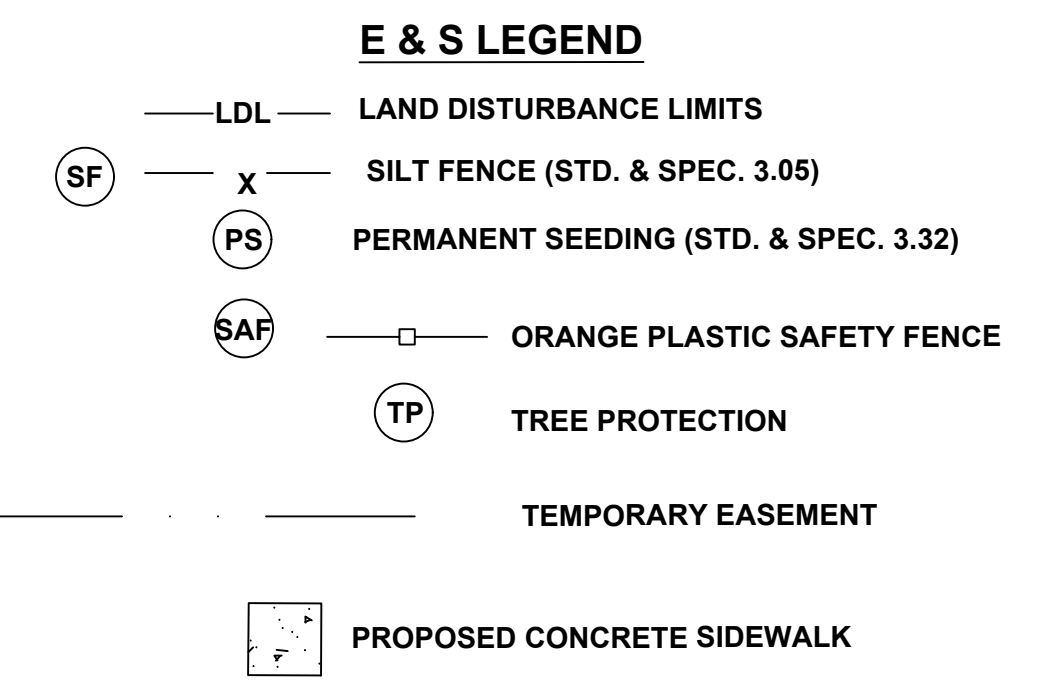 E & S LEGEND
LDL LAND DISTURBANCE LIMITS
SF X SILT FENCE (STD. & SPEC. 3.05)
PS PERMANENT SEEDING (STD. & SPEC. 3.32)
SAF ORANGE PLASTIC SAFETY FENCE
TP TREE PROTECTION
TEMPORARY EASEMENT
PROPOSED CONCRETE SIDEWALK